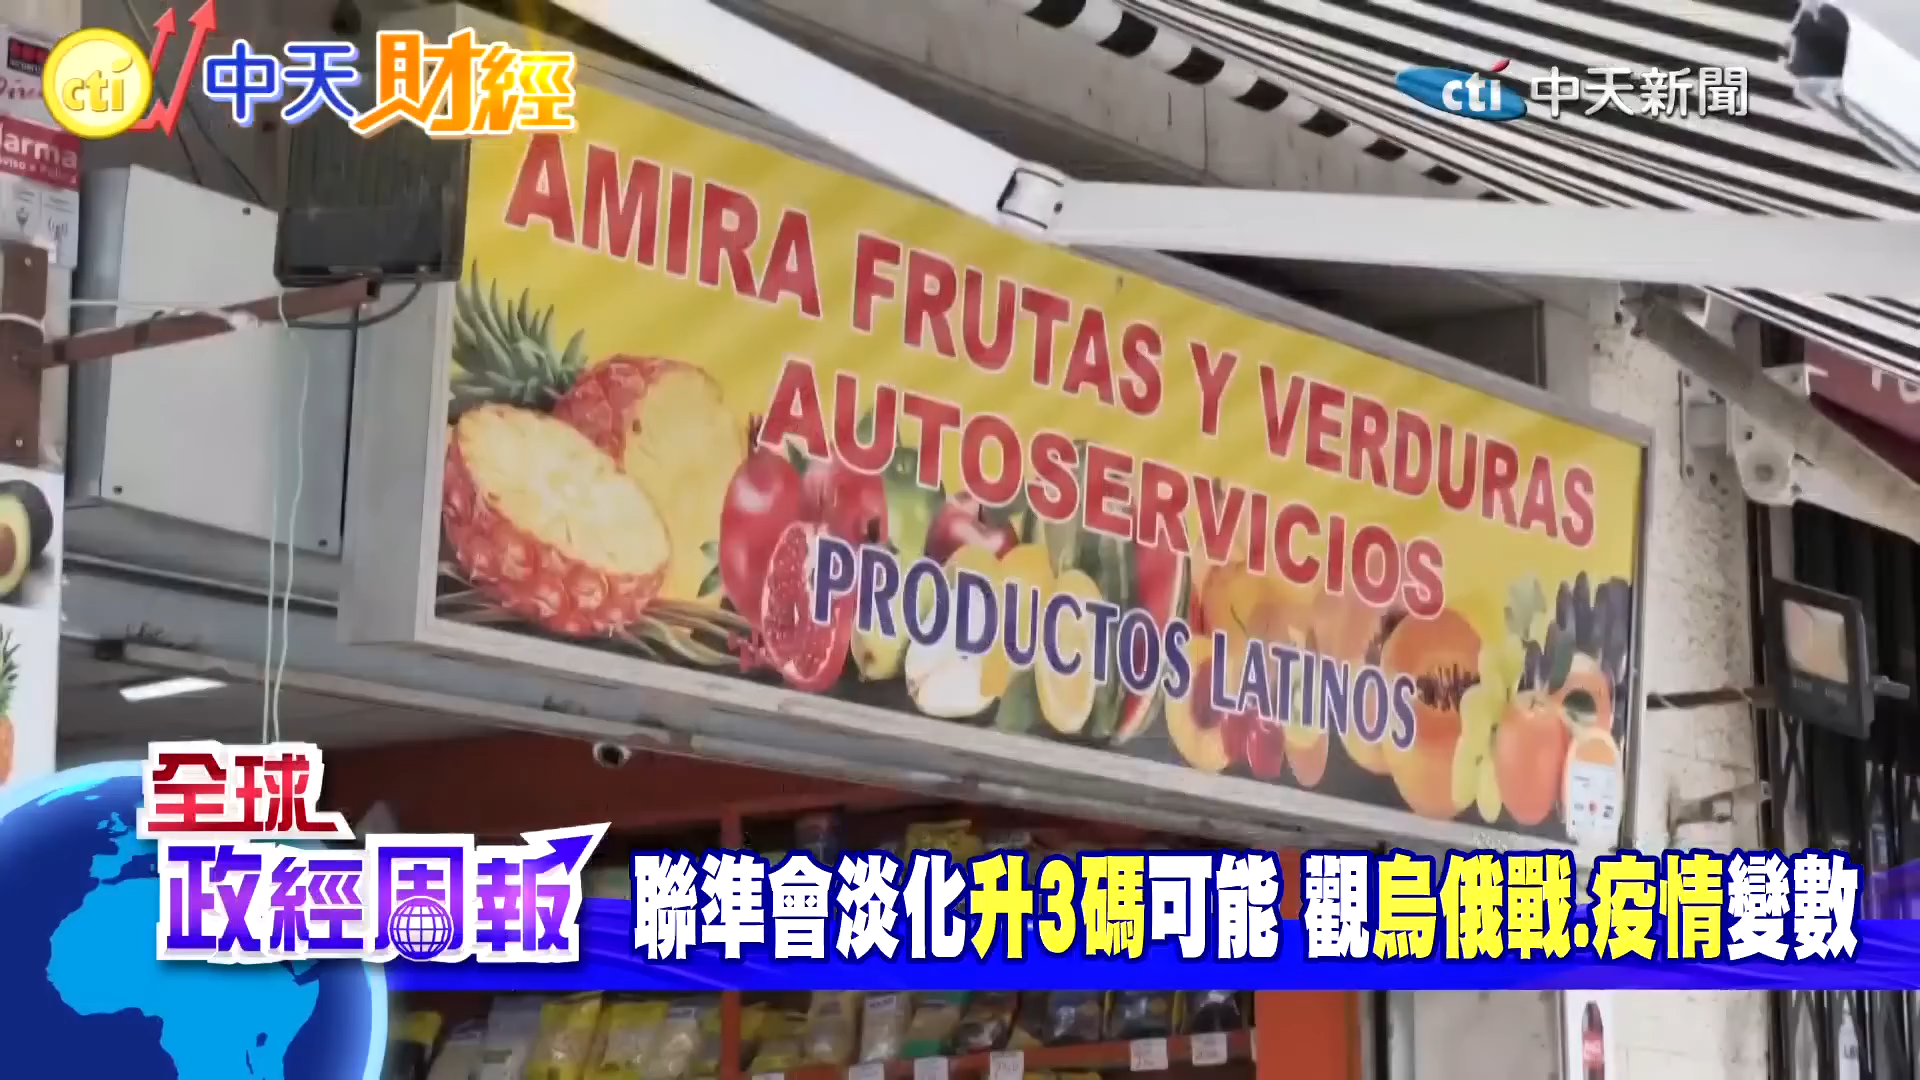 cti 中天財經
cti 中天新聞
AMIRA FRUTAS Y VERDURAS
AUTOSERVICIOS
PRODUCTOS LATINOS
全球
政經周報
聯準會淡化升3碼可能 觀烏俄戰.疫情變數